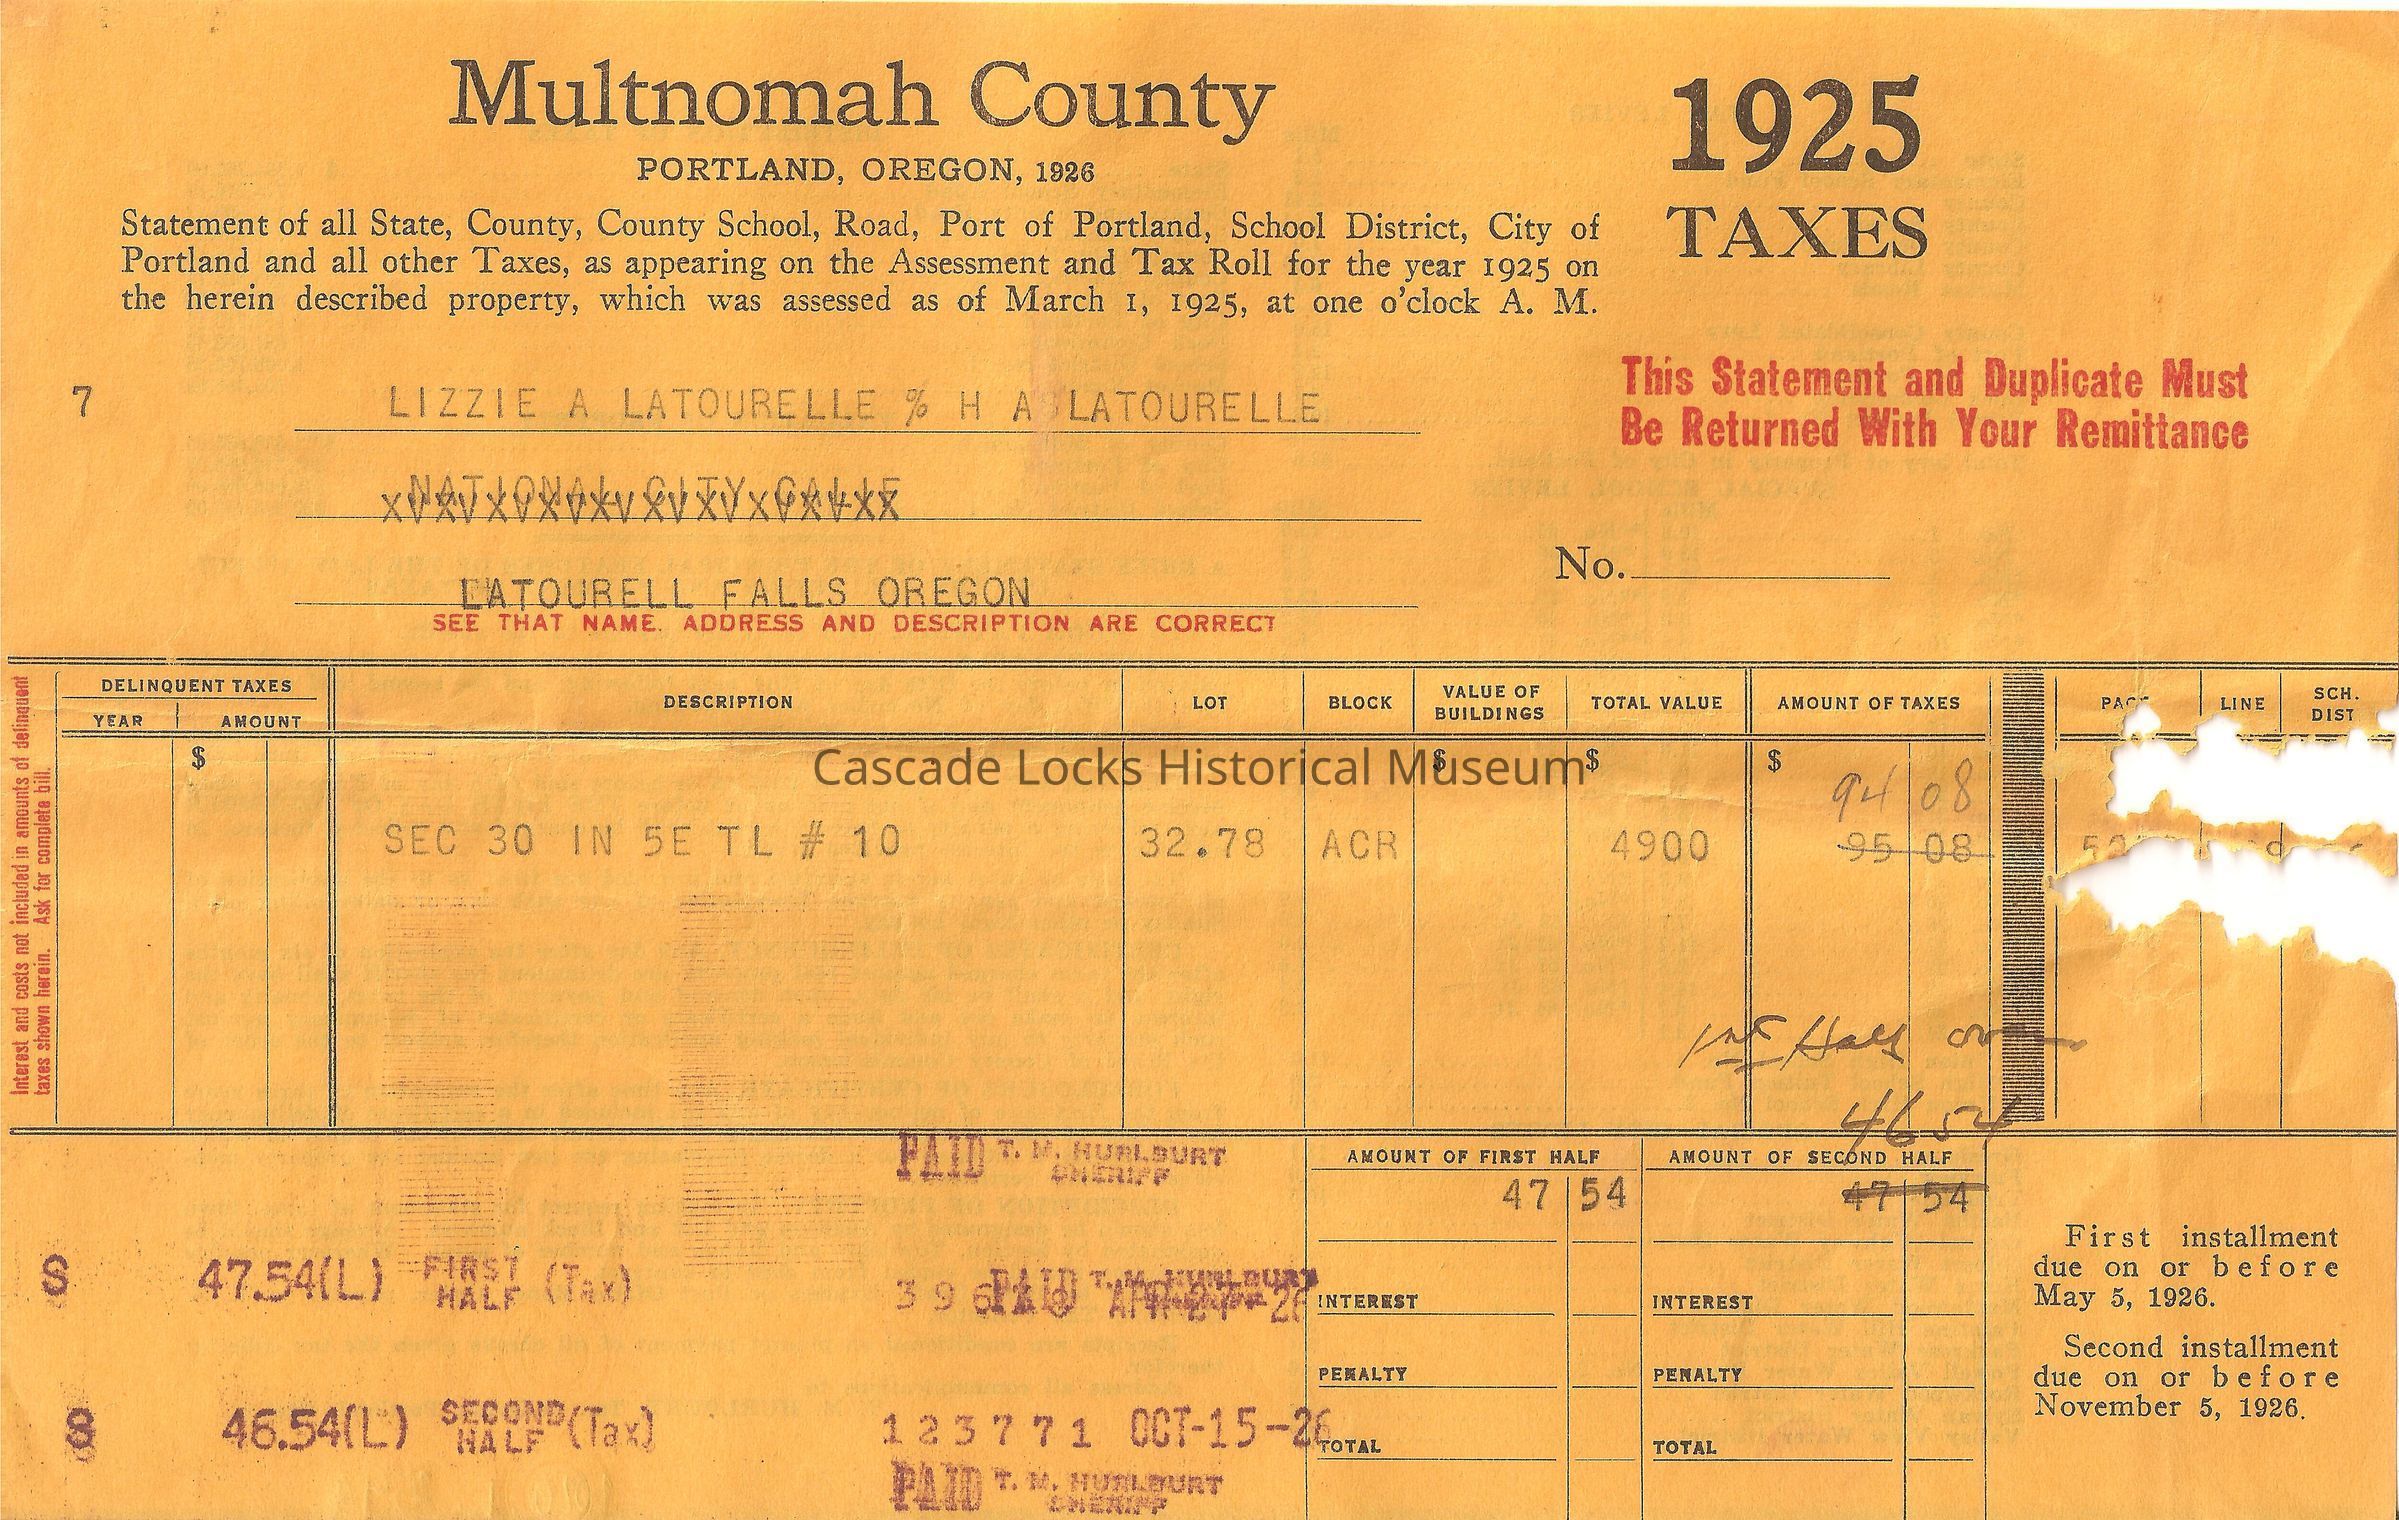 Multnomah County
PORTLAND, OREGON, 1926
1925
TAXES
Statement of all State, County, County School, Road, Port of Portland, School District, City of
Portland and all other Taxes, as appearing on the Assessment and Tax Roll for the year 1925 on
the herein described property, which was assessed as of March 1, 1925, at one o'clock A. M.
This Statement and Duplicate Must
Be Returned With Your Remittance
7 LIZZIE A LATOURELLE % H A LATOURELLE
NATIONAL CITY CALIF
No.
LATOURELL FALLS OREGON
SEE THAT NAME. ADDRESS AND DESCRIPTION ARE CORRECT
Interest and costs not included in amounts of delinquent
taxes shown herein. Ask for complete bill.
DELINQUENT TAXES
YEAR AMOUNT
DESCRIPTION LOT BLOCK VALUE OF BUILDINGS TOTAL VALUE AMOUNT OF TAXES LINE SCH. DIST
$ $ $ $
Cascade Locks Historical Museum
94 08
SEC 30 IN 5E TL # 10 32.78 ACR 4900 95 08
1st Half
46 54
PAID T. M. HURLBURT
SHERIFF
AMOUNT OF FIRST HALF AMOUNT OF SECOND HALF
47 54 47 54
$ 47.54(L) FIRST HALF (Tax)
PAID T. M. HURLBURT
INTEREST INTEREST
PENALTY PENALTY
$ 46.54(L) SECOND HALF (Tax) 123771 OCT-15-26
TOTAL TOTAL
PAID T. M. HURLBURT
SHERIFF
First installment
due on or before
May 5, 1926.
Second installment
due on or before
November 5, 1926.